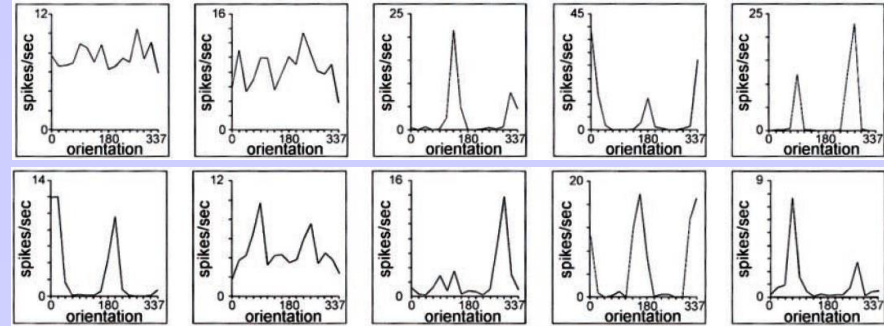 12
spikes/sec
0
0 180 337
orientation
16
spikes/sec
0
0 180 337
orientation
25
spikes/sec
0
0 180 337
orientation
45
spikes/sec
0
0 180 337
orientation
25
spikes/sec
0
0 180 337
orientation
14
spikes/sec
0
0 180 337
orientation
12
spikes/sec
0
0 180 337
orientation
16
spikes/sec
0
0 180 337
orientation
20
spikes/sec
0
0 180 337
orientation
9
spikes/sec
0
0 180 337
orientation